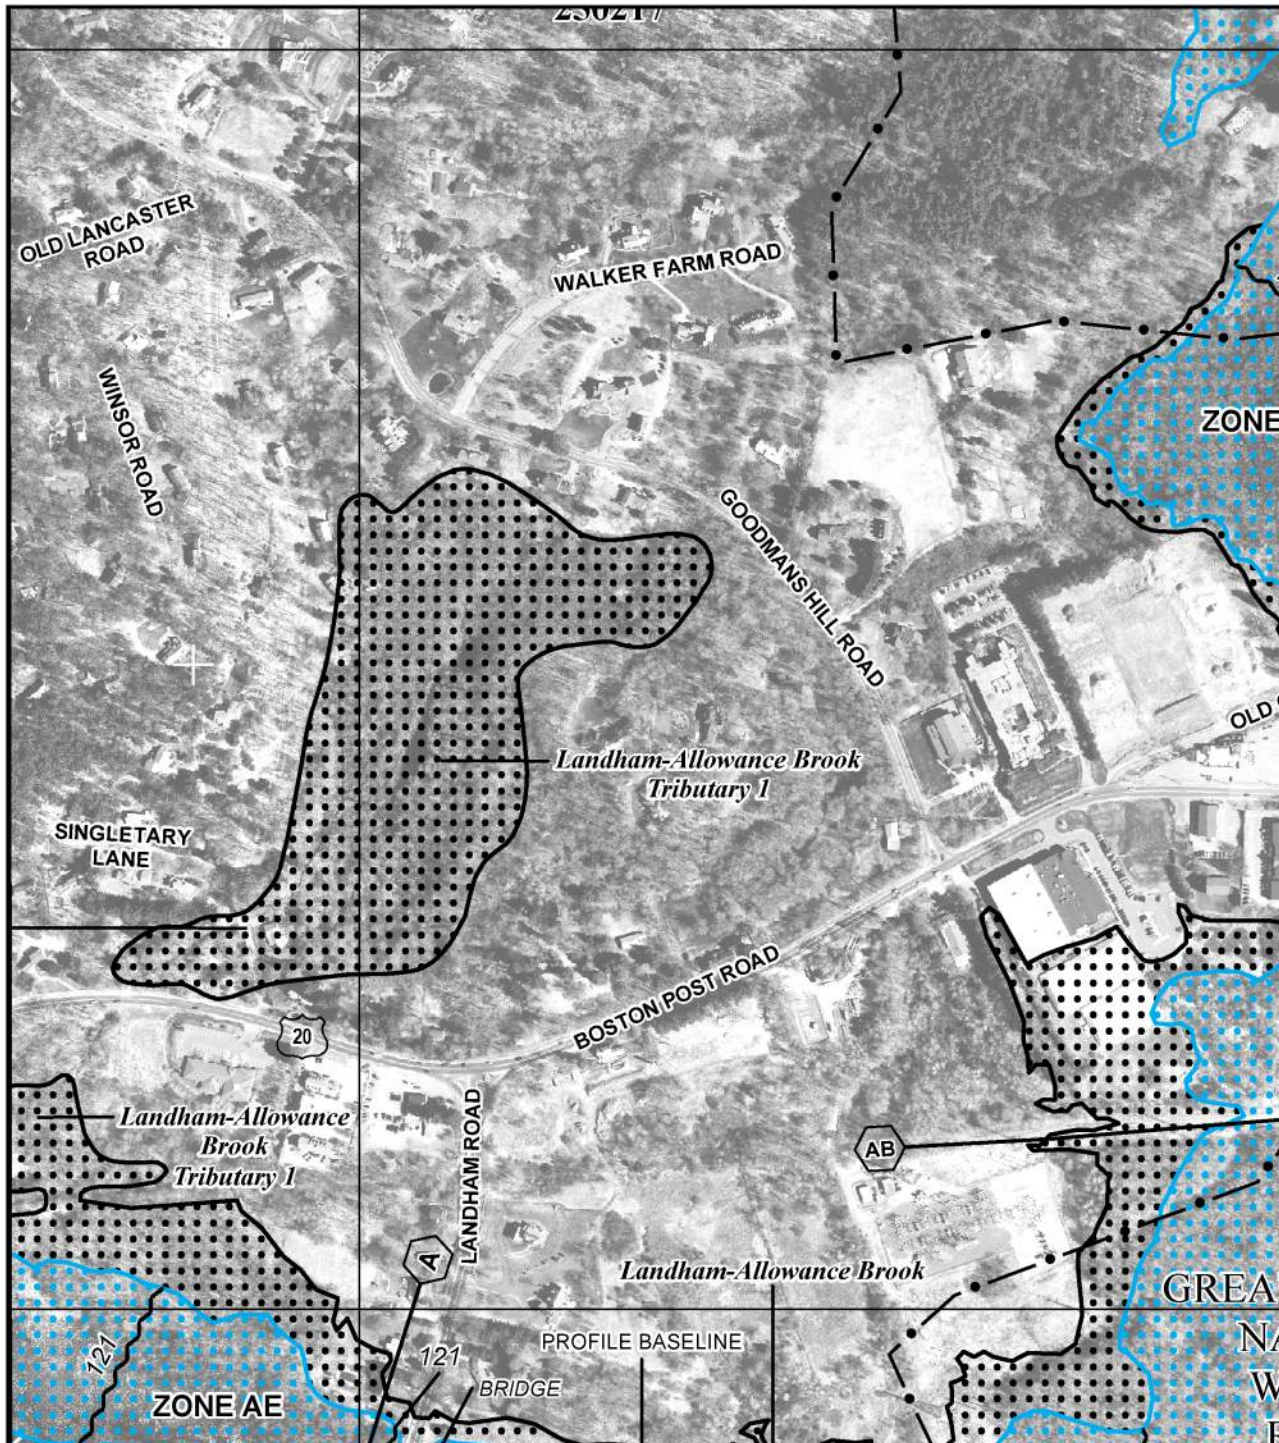 250217
OLD LANCASTER
ROAD
WALKER FARM ROAD
WINSOR ROAD
ZONE
GOODMANS HILL ROAD
OLD
Landham-Allowance Brook
Tributary 1
SINGLETARY
LANE
BOSTON POST ROAD
20
Landham-Allowance
Brook
Tributary 1
LANDHAM ROAD
AB
A
Landham-Allowance Brook
GREA
NA
W
PROFILE BASELINE
121
121
BRIDGE
ZONE AE